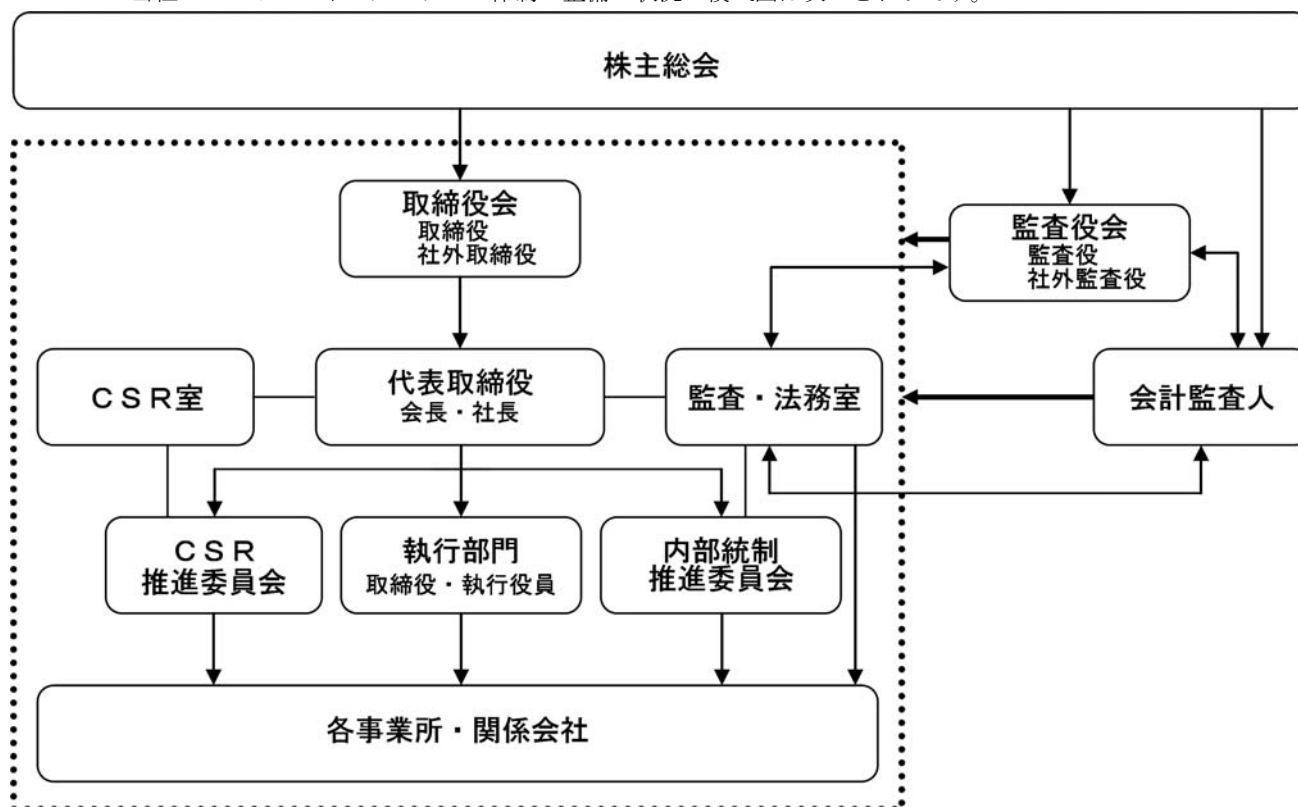 株主総会
取締役会
取締役
社外取締役
監査役会
監査役
社外監査役
ＣＳＲ室
代表取締役
会長・社長
監査・法務室
会計監査人
ＣＳＲ
推進委員会
執行部門
取締役・執行役員
内部統制
推進委員会
各事業所・関係会社